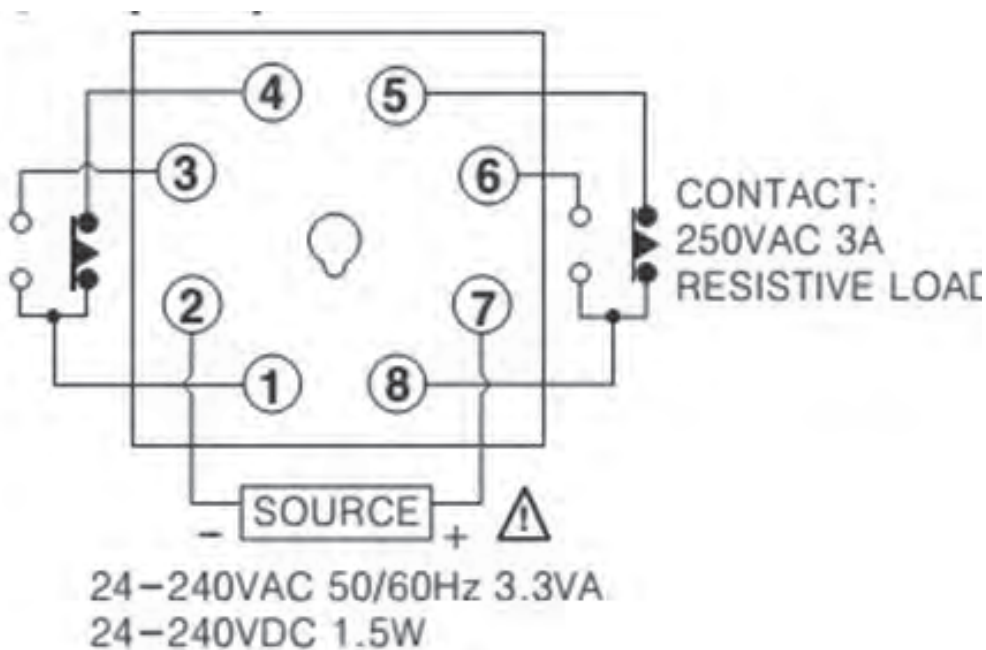 4
5
3
6
CONTACT:
250VAC 3A
RESISTIVE LOAD
2
7
1
8
SOURCE
- +
24-240VAC 50/60Hz 3.3VA
24-240VDC 1.5W